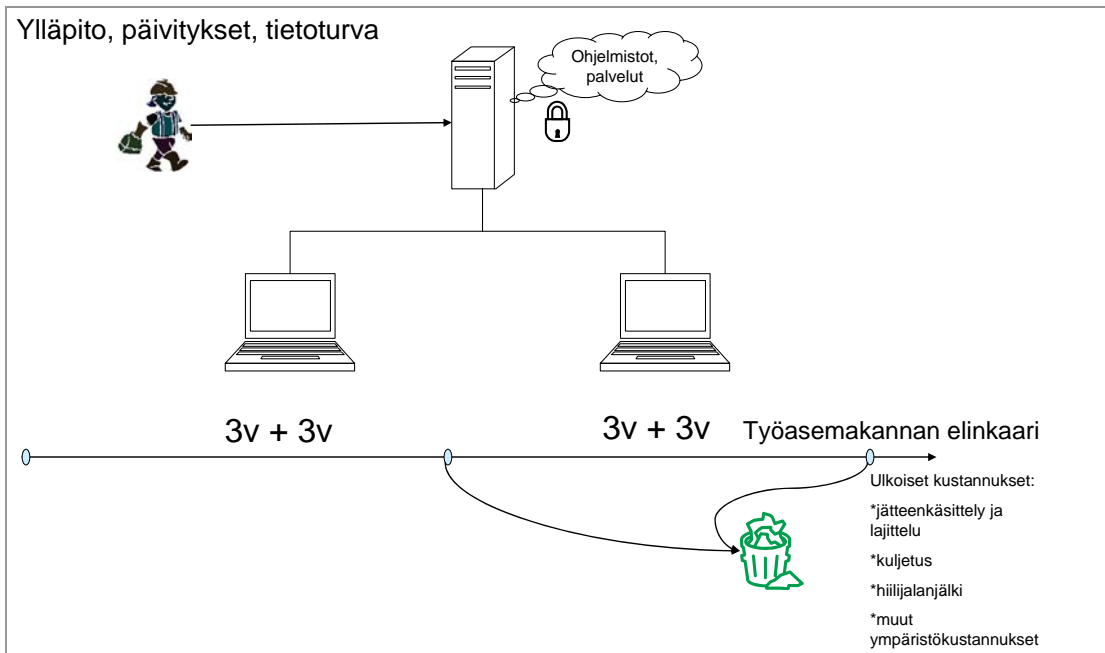 Ylläpito, päivitykset, tietoturva
Ohjelmistot,
palvelut
3v + 3v
3v + 3v
Työasemakannan elinkaari
Ulkoiset kustannukset:
*jätteenkäsittely ja
lajittelu
*kuljetus
*hiilijalanjälki
*muut
ympäristökustannukset